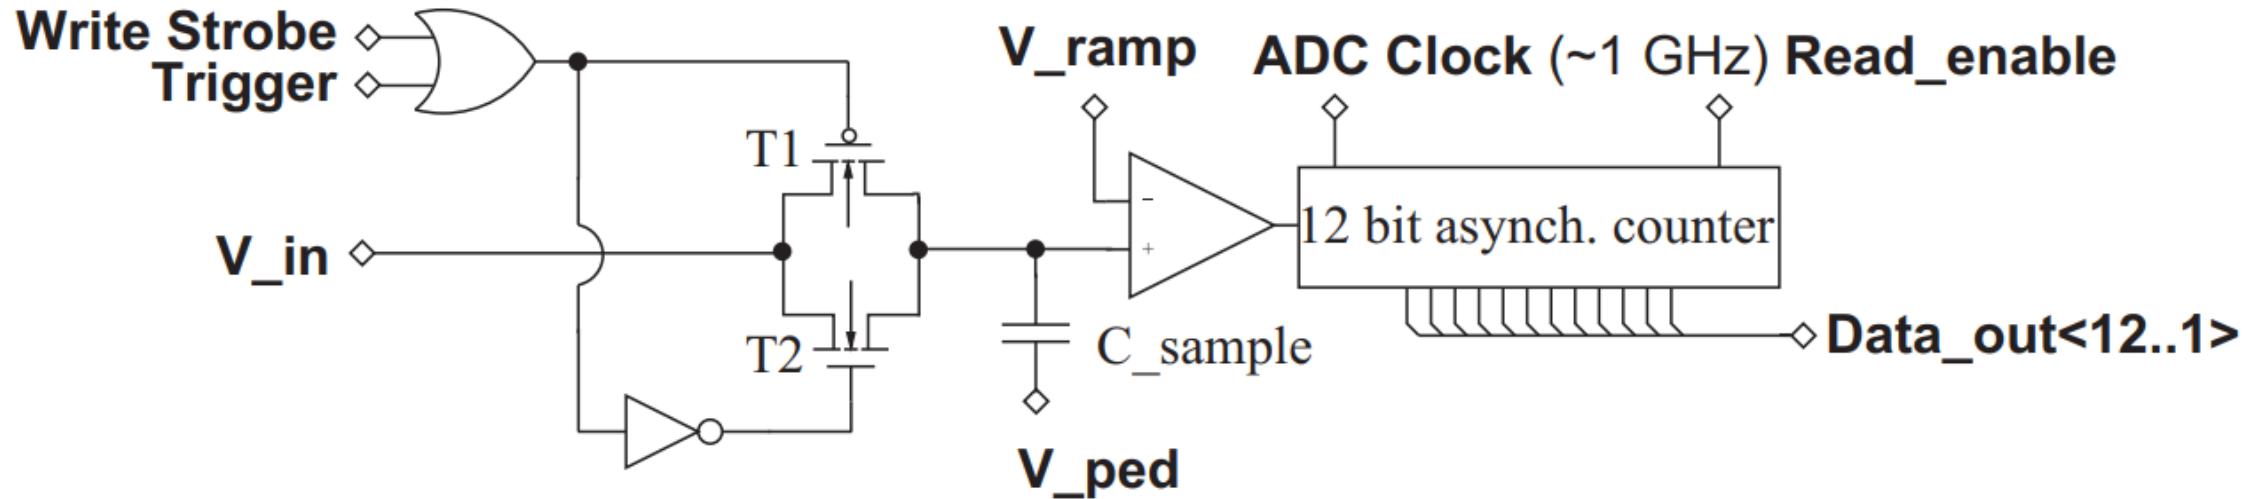 Write Strobe
Trigger
V_in
T1
T2
V_ramp
-
+
C_sample
V_ped
ADC Clock (~1 GHz) Read_enable
12 bit asynch. counter
Data_out<12..1>